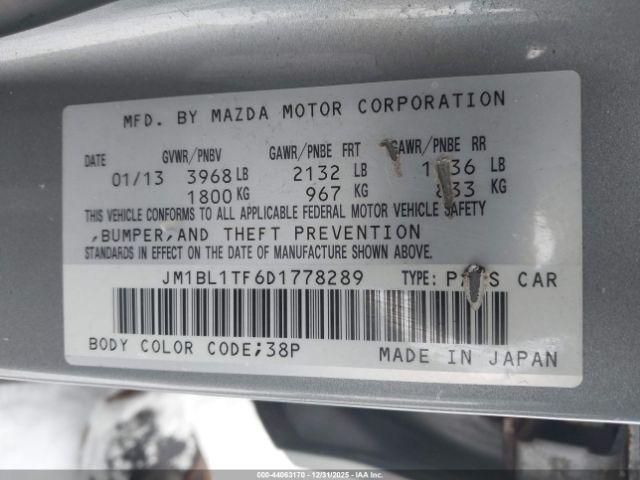 MFD. BY MAZDA MOTOR CORPORATION
DATE GVWR/PNBV GAWR/PNBE FRT GAWR/PNBE RR
01/13 3968 LB 2132 LB LB
1800 KG 967 KG KG
THIS VEHICLE CONFORMS TO ALL APPLICABLE FEDERAL MOTOR VEHICLE SAFETY
,BUMPER,AND THEFT PREVENTION
STANDARDS IN EFFECT ON THE DATE OF MANUFACTURE SHOWN ABOVE.
JM1BL1TF6D1778289 TYPE: CAR
BODY COLOR CODE;38P MADE IN JAPAN
000-44063170 - 12/31/2025 - IAAI Copyright